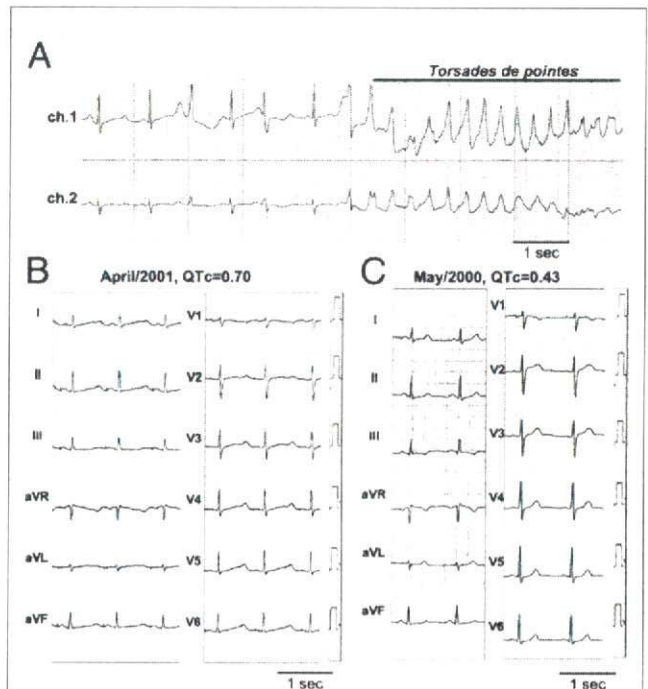 A
Torsades de pointes
ch.1
ch.2
1 sec
B
April/2001, QTc=0.70
I
V1
II
V2
III
V3
aVR
V4
aVL
V5
aVF
V6
1 sec
C
May/2000, QTc=0.43
I
V1
II
V2
III
V3
aVR
V4
aVL
V5
aVF
V6
1 sec